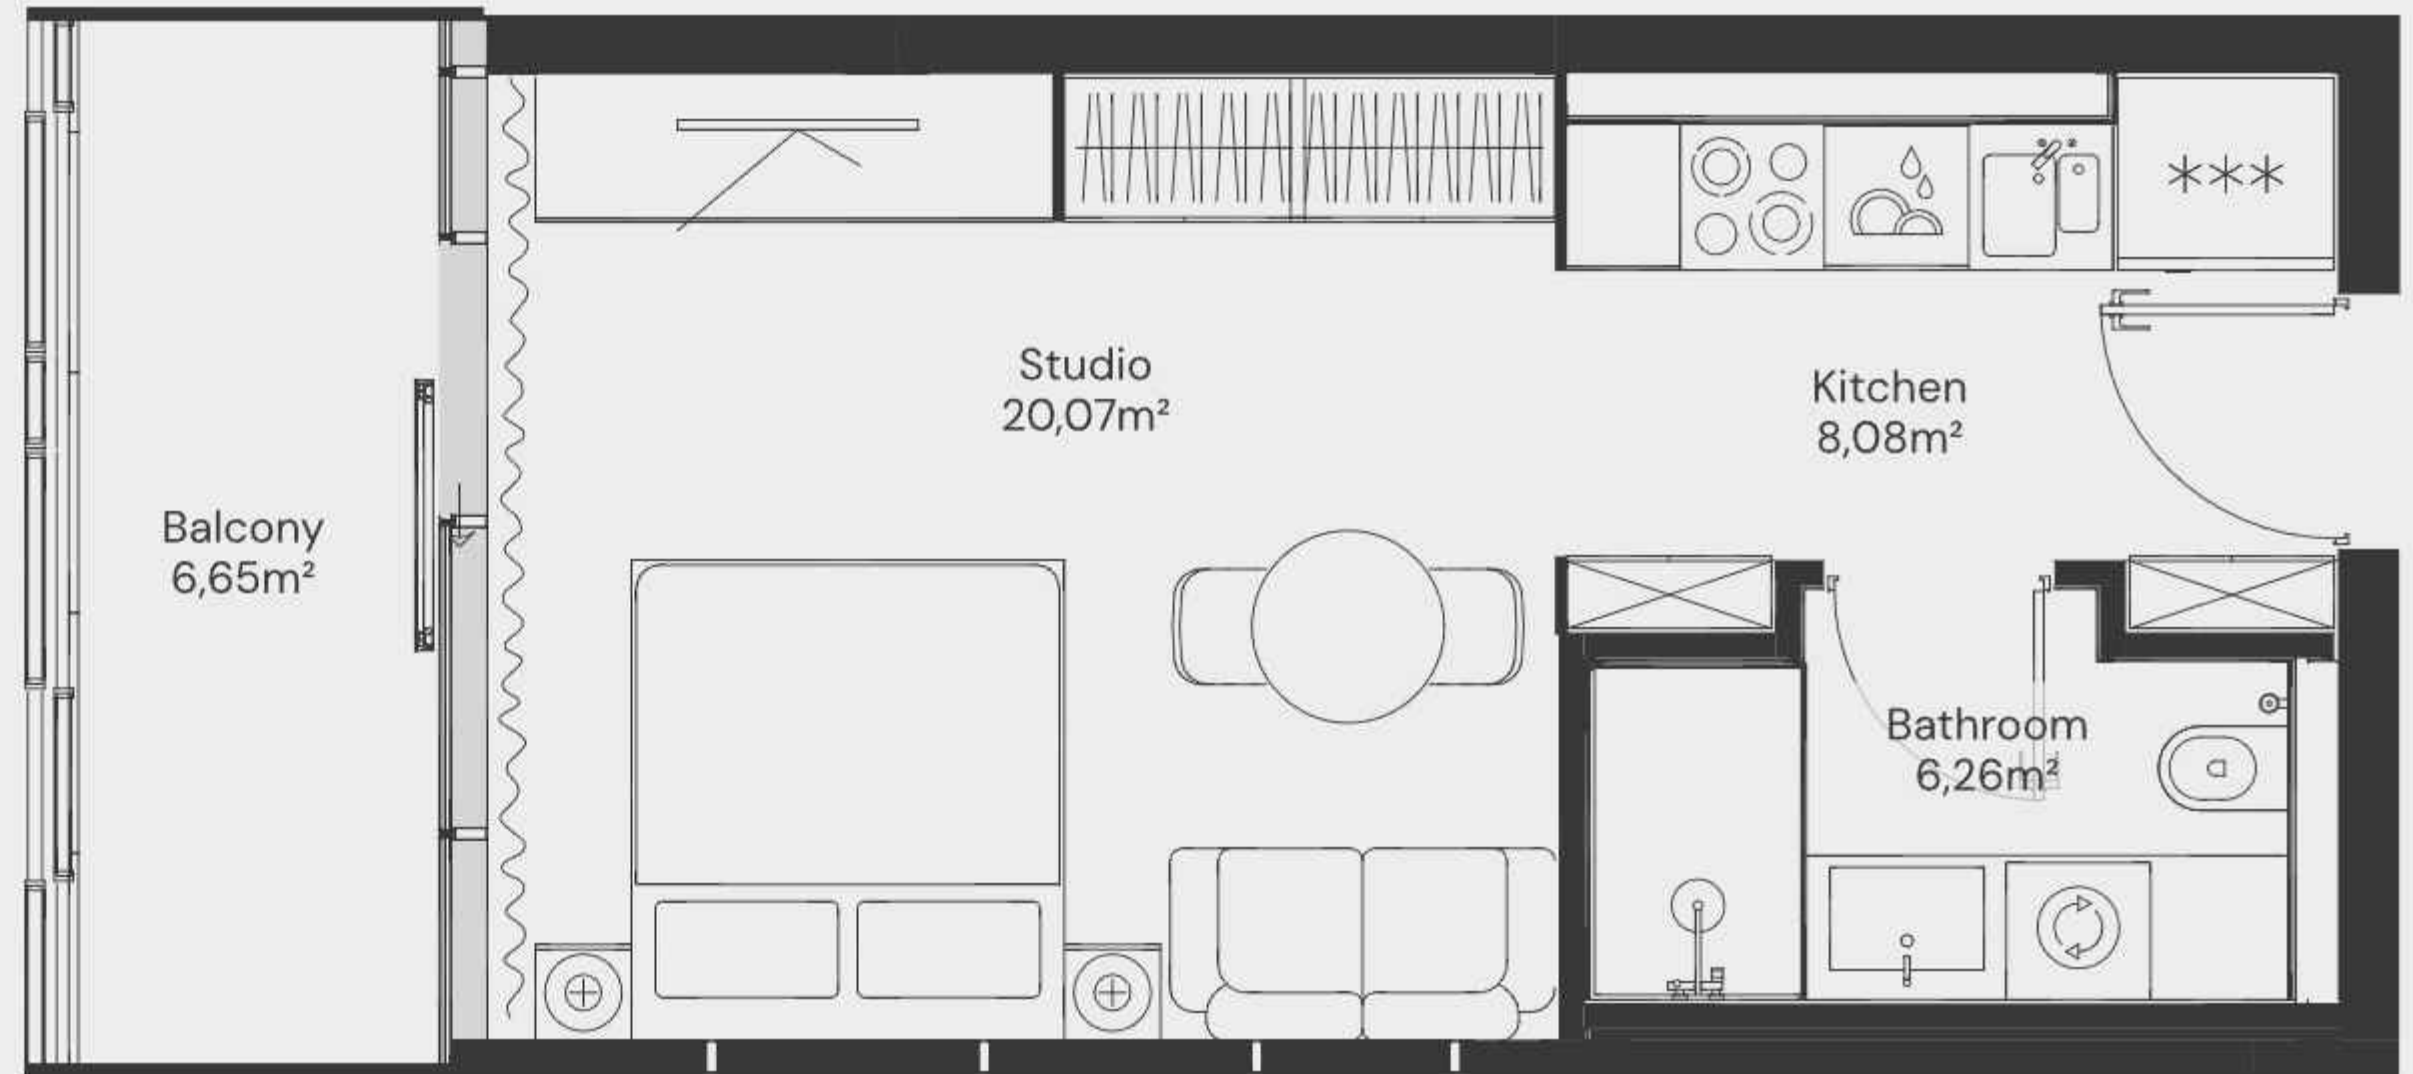 Studio
20,07m²
Kitchen
8,08m²
Balcony
6,65m²
Bathroom
6,26m²